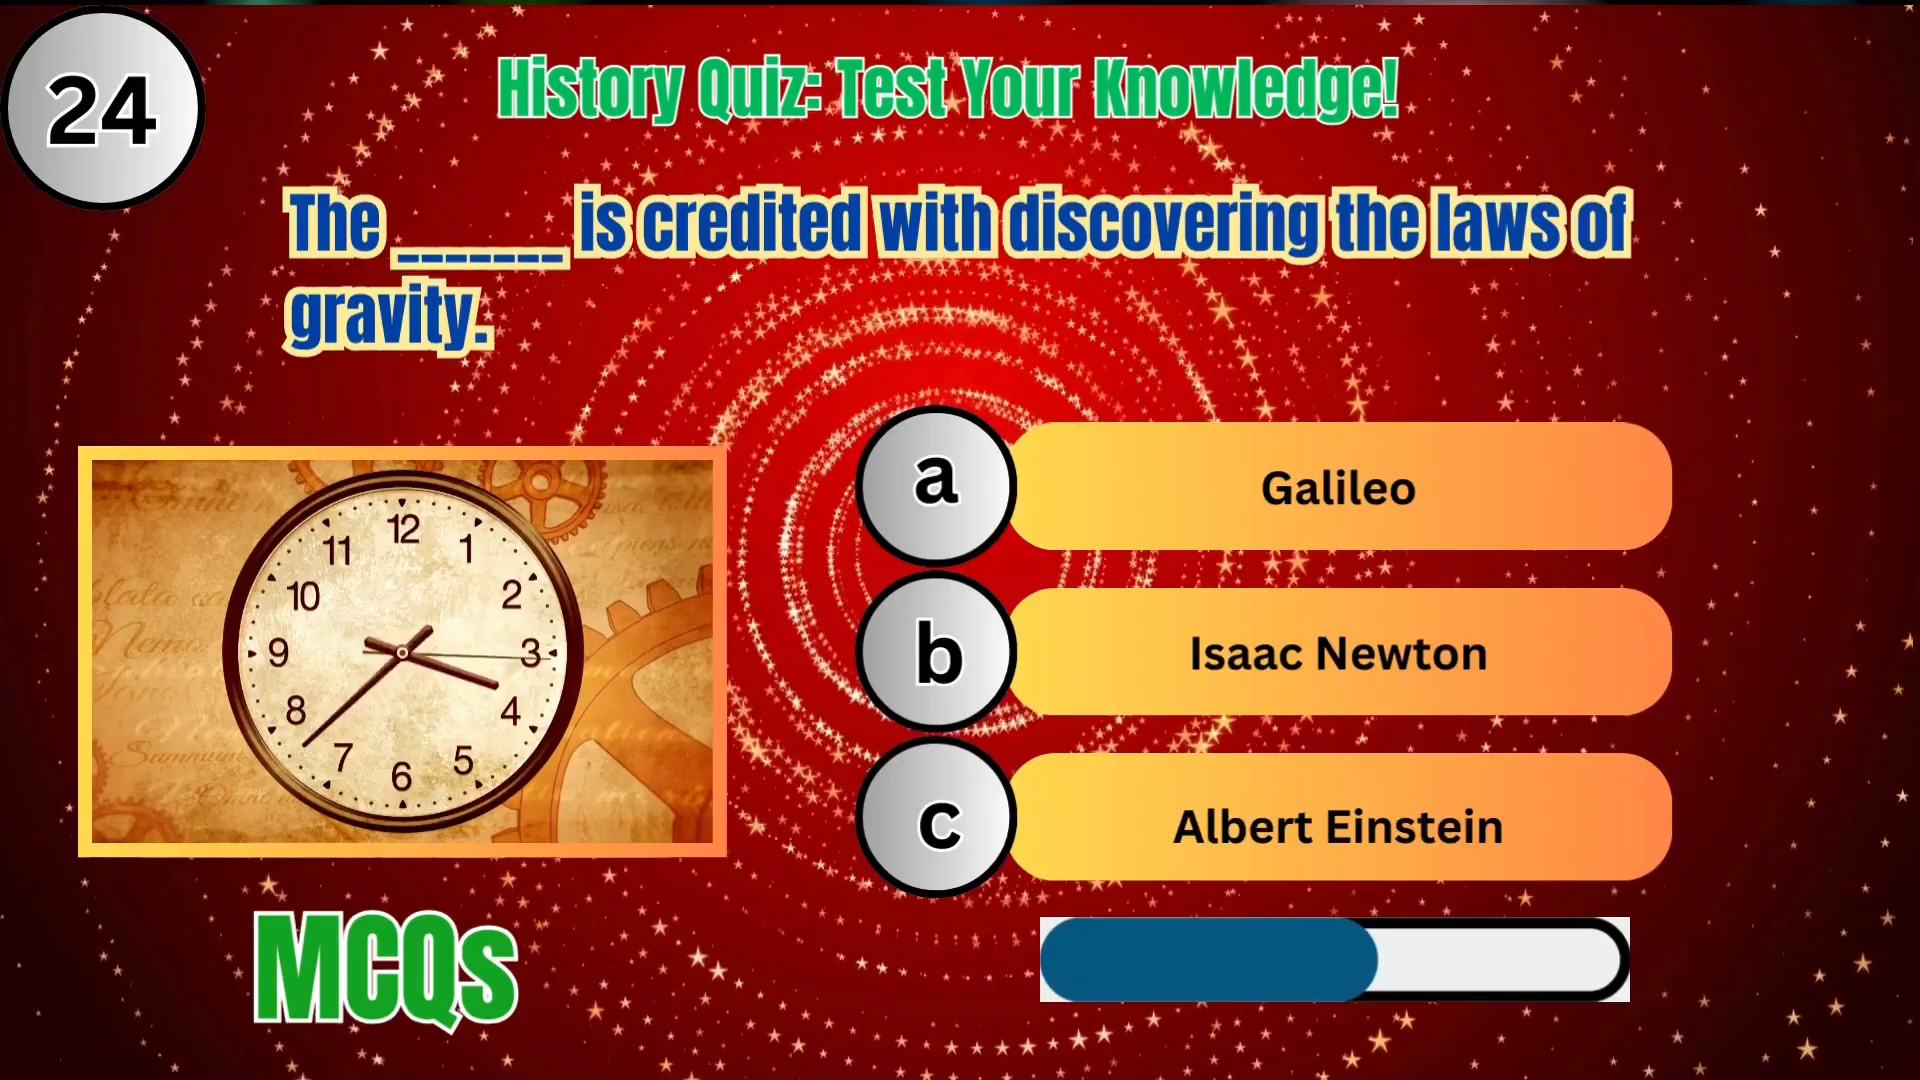 24
History Quiz: Test Your Knowledge!
The _______ is credited with discovering the laws of
gravity.
a
Galileo
b
Isaac Newton
c
Albert Einstein
12
1
2
3
4
5
6
7
8
9
10
11
MCQs